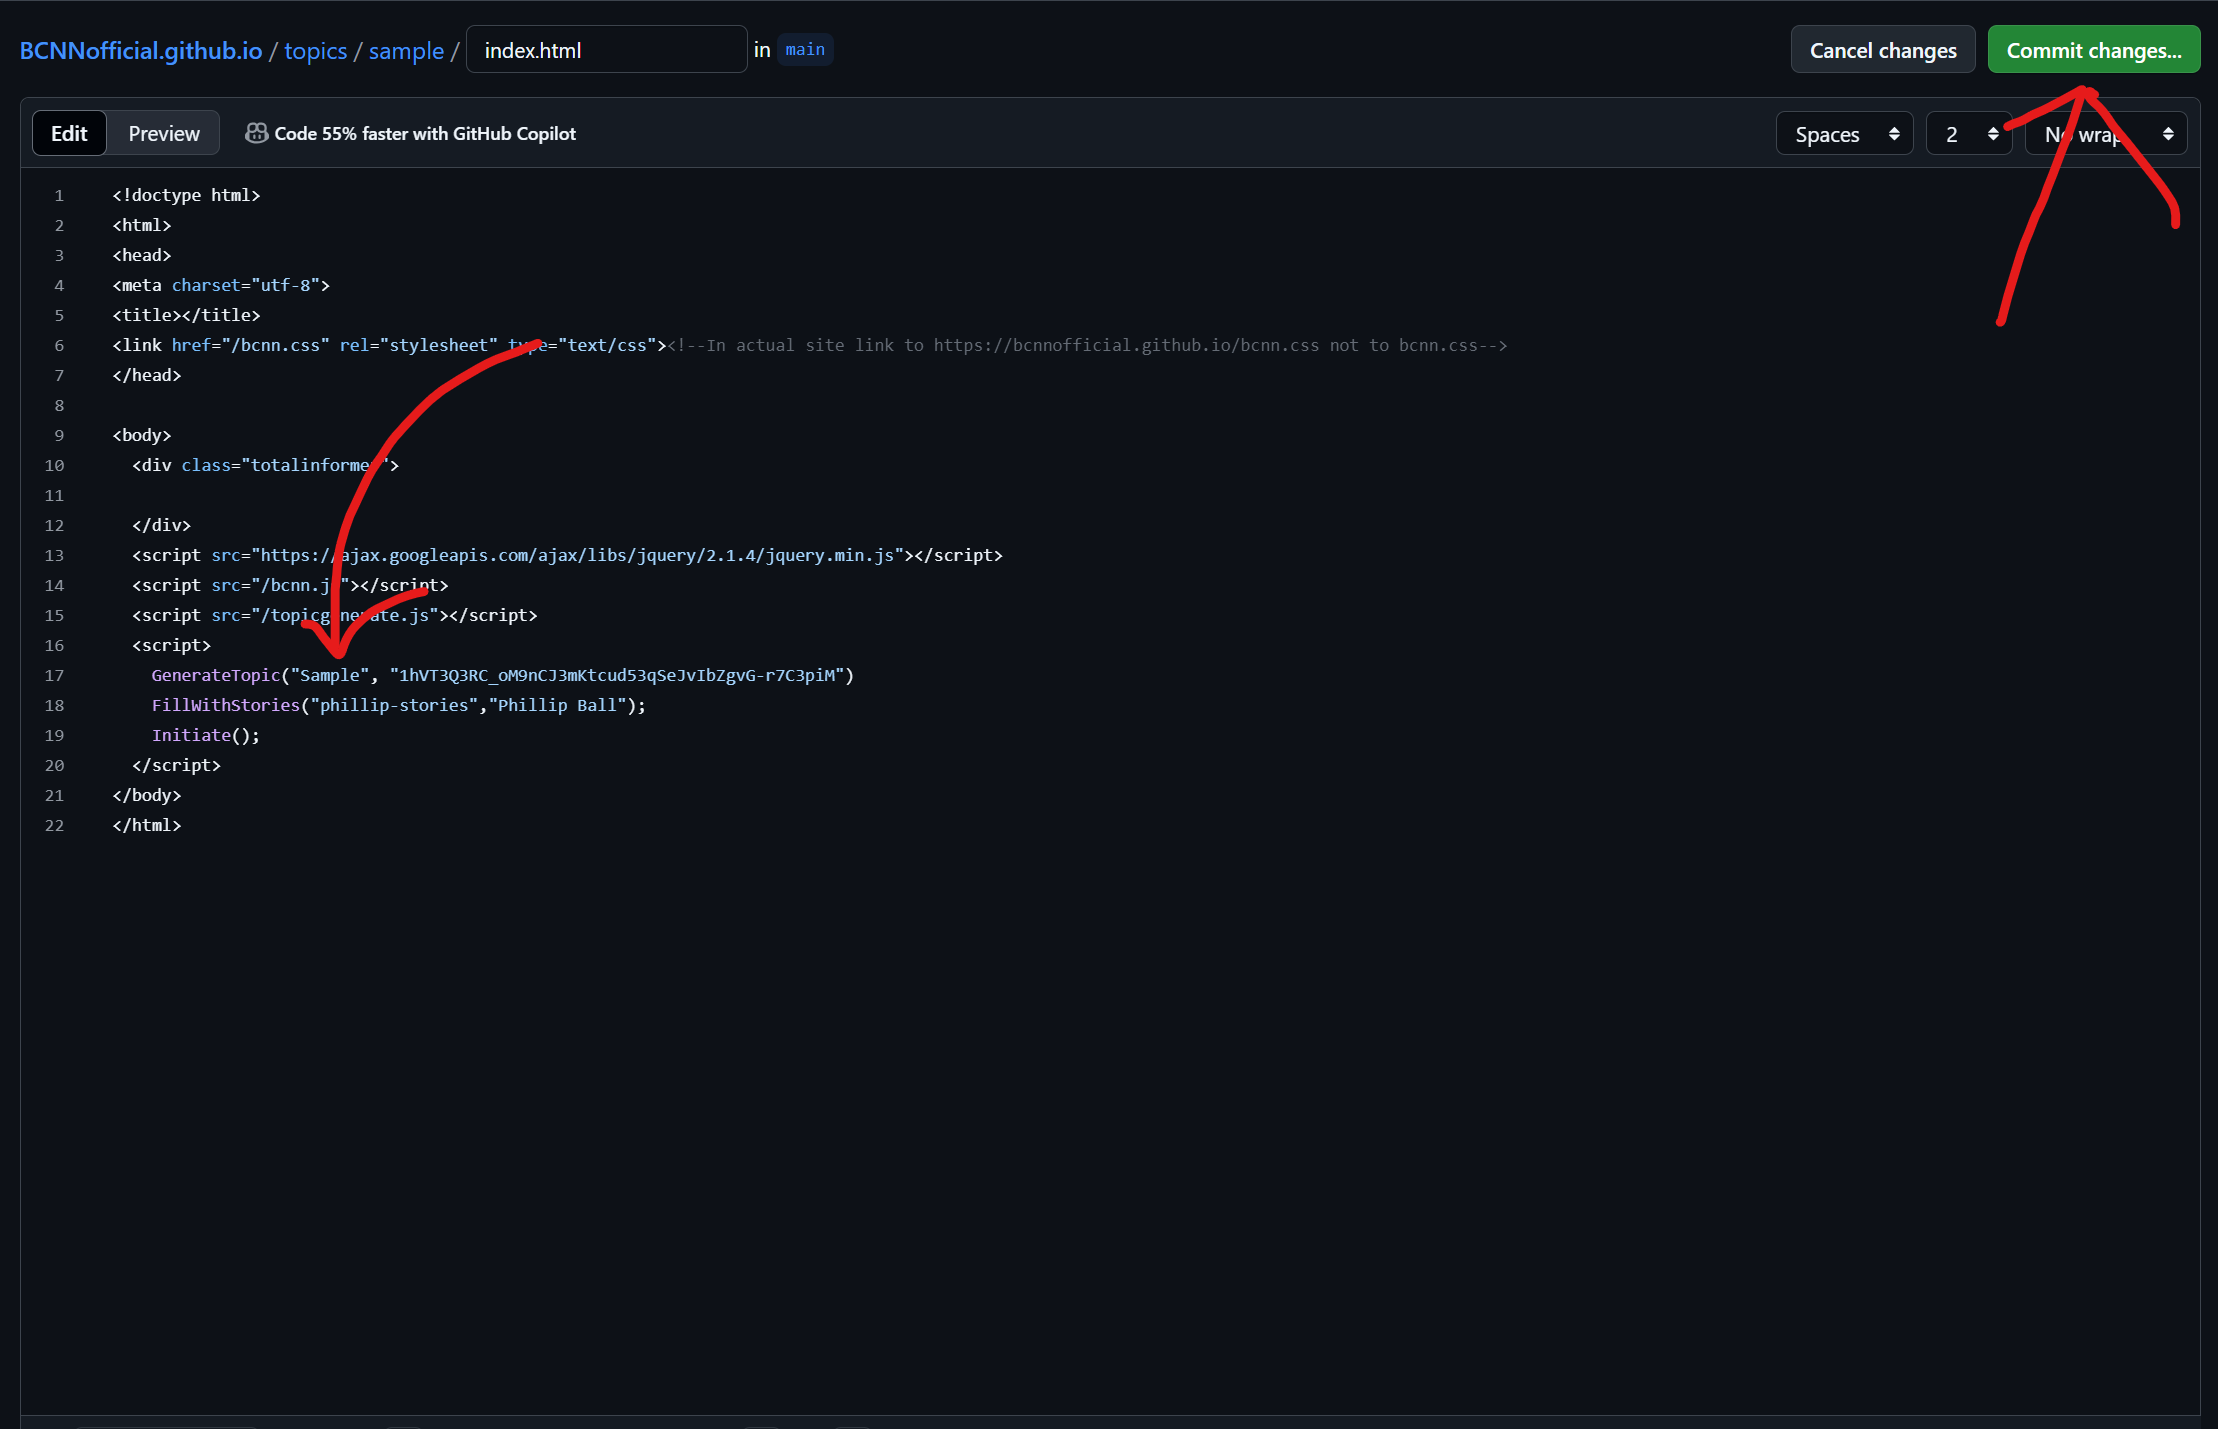 BCNNofficial.github.io / topics / sample / index.html in main Cancel changes Commit changes...
Edit Preview Code 55% faster with GitHub Copilot Spaces 2 No wrap
1 <!doctype html>
2 <html>
3 <head>
4 <meta charset="utf-8">
5 <title></title>
6 <link href="/bcnn.css" rel="stylesheet" type="text/css"><!--In actual site link to https://bcnnofficial.github.io/bcnn.css not to bcnn.css-->
7 </head>
8
9 <body>
10 <div class="totalinformer">
11
12 </div>
13 <script src="https://ajax.googleapis.com/ajax/libs/jquery/2.1.4/jquery.min.js"></script>
14 <script src="/bcnn.js"></script>
15 <script src="/topicgenerate.js"></script>
16 <script>
17 GenerateTopic("Sample", "1hVT3Q3RC_oM9nCJ3mKtcud53qSeJvIbZgvG-r7C3piM")
18 FillWithStories("phillip-stories","Phillip Ball");
19 Initiate();
20 </script>
21 </body>
22 </html>